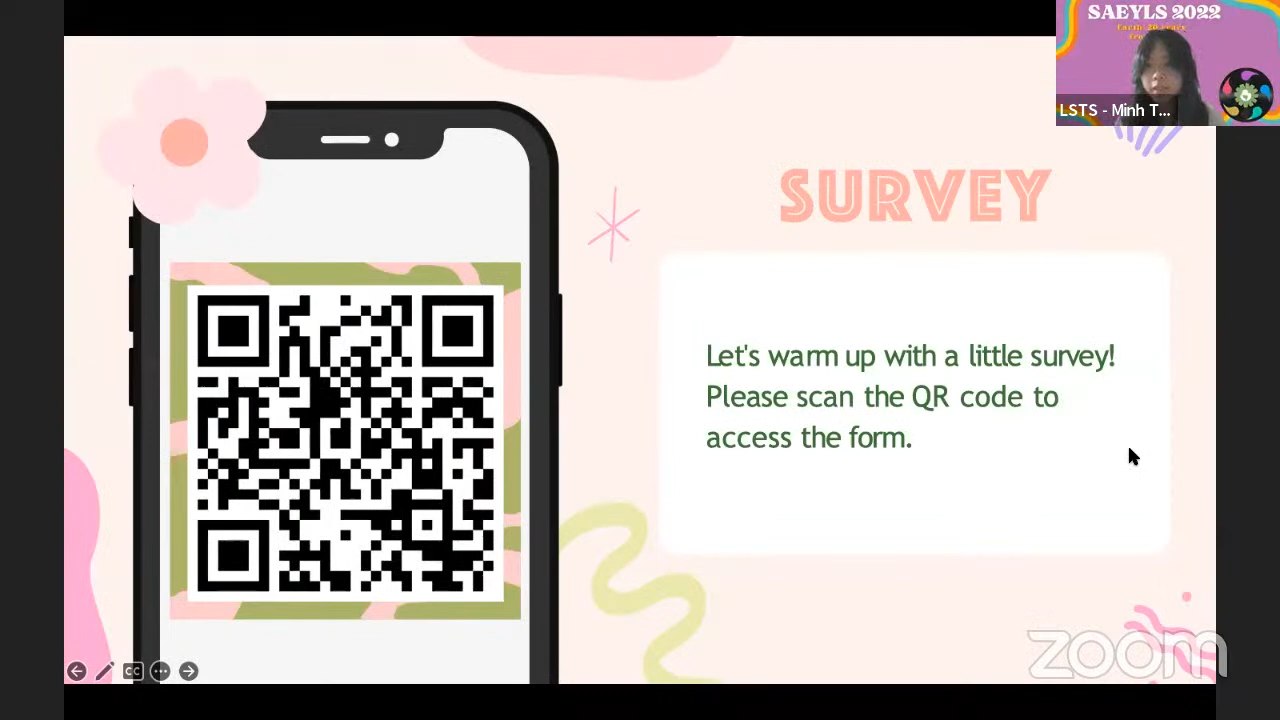 SAEYLS 2022
LSTS - Minh T...
SURVEY
Let's warm up with a little survey!
Please scan the QR code to
access the form.
CC
zoom